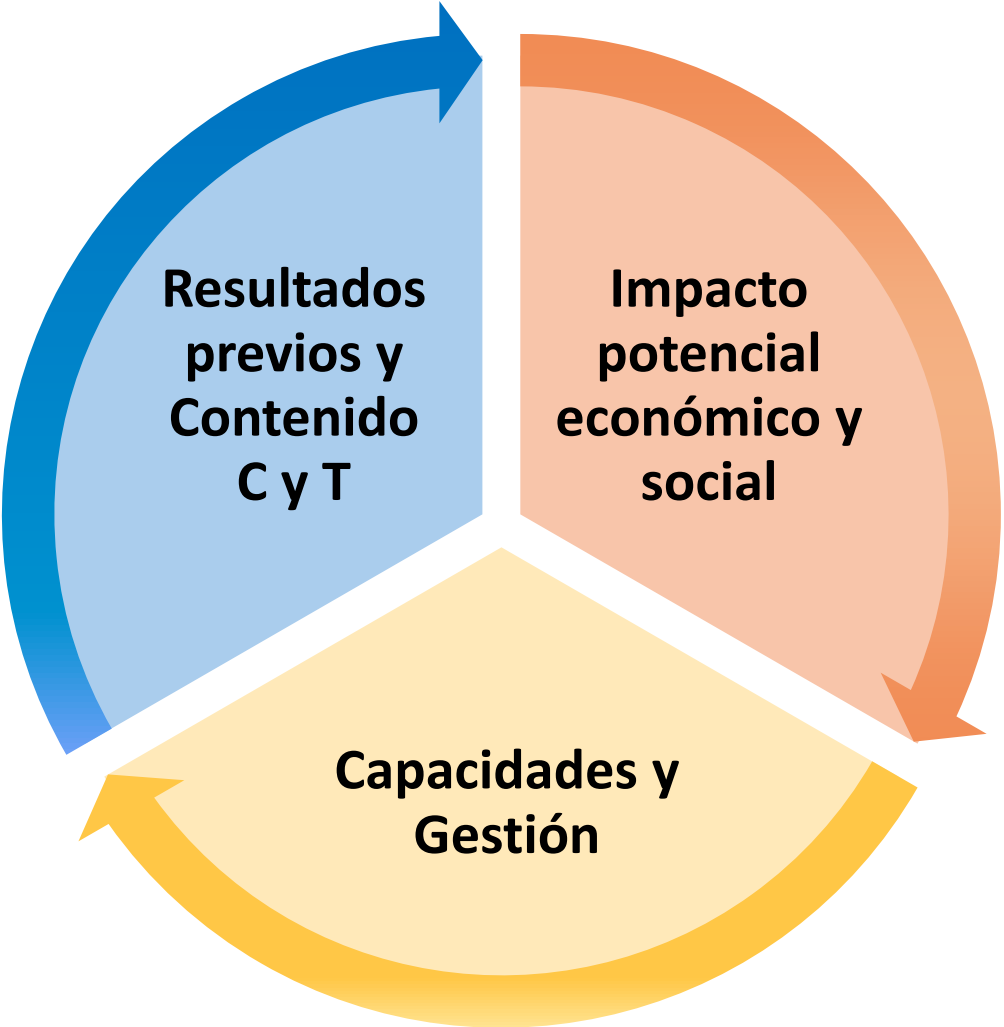 Resultados
previos y
Contenido
C y T
Impacto
potencial
económico y
social
Capacidades y
Gestión